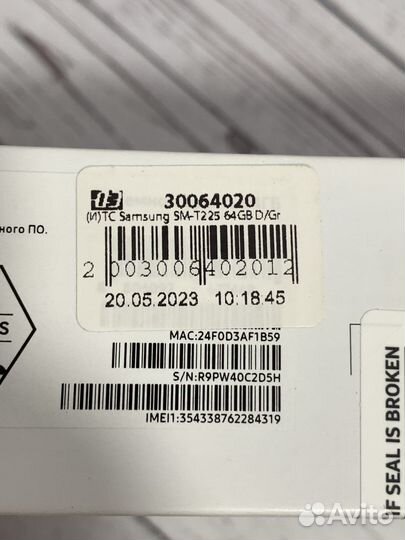 30064020
(И)ТС Samsung SM-T225 64GB D/Gr
2 003006 402012
20.05.2023 10:18:45
ного ПО.
S
MAC:24F0D3AF1B59
S/N:R9PW40C2D5H
IMEI1:354338762284319
IF SEAL IS BROKEN
Avito